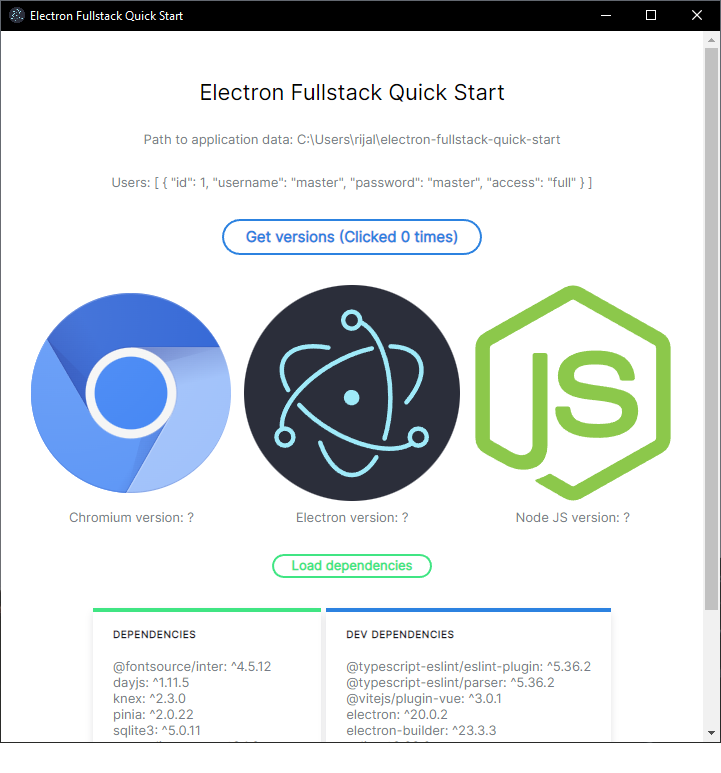 Electron Fullstack Quick Start
Electron Fullstack Quick Start
Path to application data: C:\Users\rijal\electron-fullstack-quick-start
Users: [ { "id": 1, "username": "master", "password": "master", "access": "full" } ]
Get versions (Clicked 0 times)
JS
Chromium version: ?
Electron version: ?
Node JS version: ?
Load dependencies
DEPENDENCIES
@fontsource/inter: ^4.5.12
dayjs: ^1.11.5
knex: ^2.3.0
pinia: ^2.0.22
sqlite3: ^5.0.11
DEV DEPENDENCIES
@typescript-eslint/eslint-plugin: ^5.36.2
@typescript-eslint/parser: ^5.36.2
@vitejs/plugin-vue: ^3.0.1
electron: ^20.0.2
electron-builder: ^23.3.3